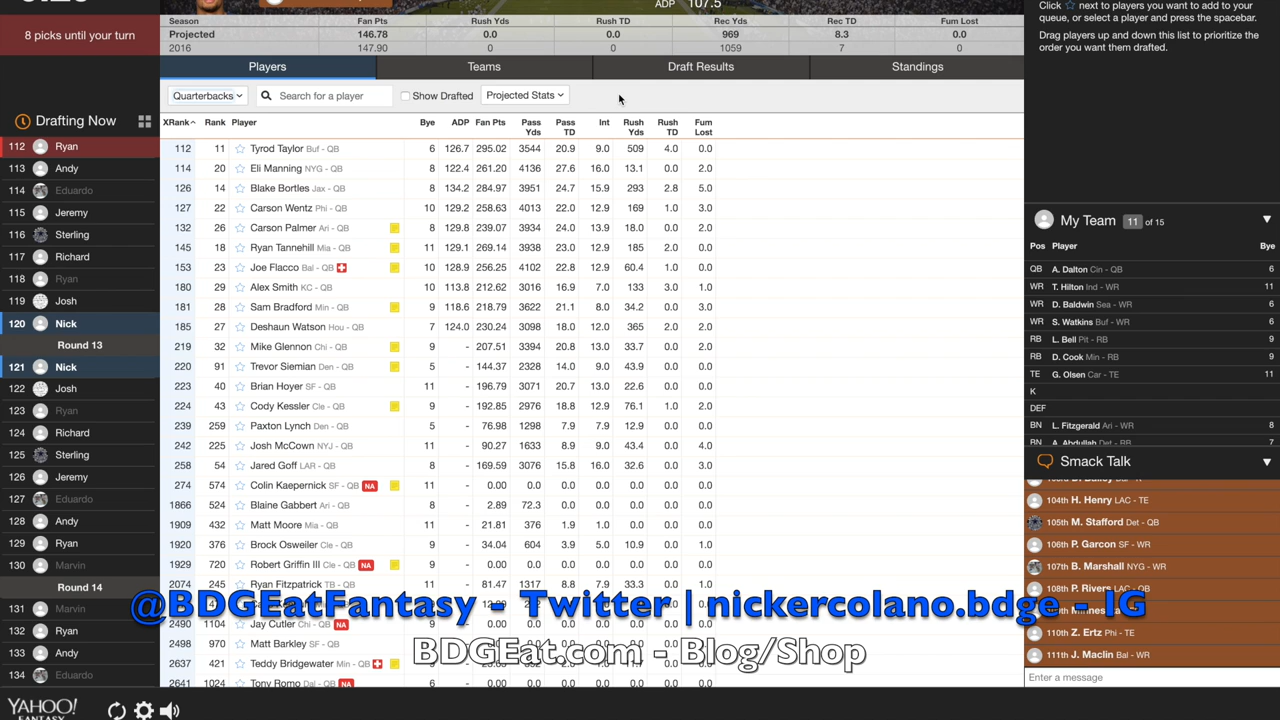 ADP 107.5
8 picks until your turn
Season Fan Pts Rush Yds Rush TD Rec Yds Rec TD Fum Lost
Projected 146.78 0.0 0.0 969 8.3 0.0
2016 147.90 0 0 1059 7 0
Players Teams Draft Results Standings
Quarterbacks Search for a player Show Drafted Projected Stats
XRank Rank Player Bye ADP Fan Pts Pass Yds Pass TD Int Rush Yds Rush TD Fum Lost
112 11 Tyrod Taylor Buf - QB 6 126.7 295.02 3544 20.9 9.0 509 4.0 0.0
114 20 Eli Manning NYG - QB 8 122.4 261.20 4136 27.6 16.0 13.1 0.0 2.0
126 14 Blake Bortles Jax - QB 8 134.2 284.97 3951 24.7 15.9 293 2.8 5.0
127 22 Carson Wentz Phi - QB 10 129.2 258.63 4013 22.0 12.9 169 1.0 3.0
132 26 Carson Palmer Ari - QB 8 129.8 239.07 3934 24.0 13.9 18.0 0.0 2.0
145 18 Ryan Tannehill Mia - QB 11 129.1 269.14 3938 23.0 12.9 185 2.0 0.0
153 23 Joe Flacco Bal - QB 10 128.9 256.25 4102 22.8 12.9 60.4 1.0 0.0
180 29 Alex Smith KC - QB 10 113.8 212.62 3016 16.9 7.0 133 3.0 1.0
181 28 Sam Bradford Min - QB 9 118.6 218.79 3622 21.1 8.0 34.2 0.0 3.0
185 27 Deshaun Watson Hou - QB 7 124.0 230.24 3098 18.0 12.0 365 2.0 0.0
219 32 Mike Glennon Chi - QB 9 - 207.51 3394 20.8 13.0 33.7 0.0 2.0
220 91 Trevor Siemian Den - QB 5 - 144.37 2328 14.0 9.0 43.9 0.0 0.0
223 40 Brian Hoyer SF - QB 11 - 196.79 3071 20.7 13.0 22.6 0.0 0.0
224 43 Cody Kessler Cle - QB 9 - 192.85 2976 18.8 12.9 76.1 1.0 2.0
239 259 Paxton Lynch Den - QB 5 - 76.98 1298 7.9 7.9 12.9 0.0 0.0
242 225 Josh McCown NYJ - QB 11 - 90.27 1633 8.9 9.0 43.4 0.0 4.0
258 54 Jared Goff LAR - QB 8 - 169.59 3076 15.8 16.0 32.6 0.0 3.0
274 574 Colin Kaepernick SF - QB NA 11 - 0.00 0.00 0.0 0.0 0.0 0.0 0.0
1866 524 Blaine Gabbert Ari - QB 8 - 2.89 72.3 0.0 0.0 0.0 0.0 0.0
1909 432 Matt Moore Mia - QB 11 - 21.81 376 1.9 1.0 0.0 0.0 0.0
1920 376 Brock Osweiler Cle - QB 9 - 34.04 604 3.9 5.0 10.9 0.0 1.0
1929 720 Robert Griffin III Cle - QB NA 9 - 0.00 0.00 0.0 0.0 0.0 0.0 0.0
2074 245 Ryan Fitzpatrick TB - QB 11 - 81.47 1317 8.8 7.9 33.3 0.0 1.0
2490 1104 Jay Cutler Chi - QB NA 9 - 0.00 0.00 0.0 0.0 0.0 0.0 0.0
2498 970 Matt Barkley SF - QB
2637 421 Teddy Bridgewater Min - QB 9
2641 1024 Tony Romo Dal - QB NA 6 - 0.00 0.00 0.0 0.0 0.0 0.0 0.0
Drafting Now
112 Ryan
113 Andy
114 Eduardo
115 Jeremy
116 Sterling
117 Richard
118 Ryan
119 Josh
120 Nick
Round 13
121 Nick
122 Josh
123 Ryan
124 Richard
125 Sterling
126 Jeremy
127 Eduardo
128 Andy
129 Ryan
130 Marvin
Round 14
131 Marvin
132 Ryan
133 Andy
134 Eduardo
YAHOO!
FANTASY
Click next to players you want to add to your
queue, or select a player and press the spacebar.
Drag players up and down this list to prioritize the
order you want them drafted.
My Team 11 of 15
Pos Player Bye
QB A. Dalton Cin - QB 6
WR T. Hilton Ind - WR 11
WR D. Baldwin Sea - WR 6
WR S. Watkins Buf - WR 6
RB L. Bell Pit - RB 9
RB D. Cook Min - RB 9
TE G. Olsen Car - TE 11
K
DEF
BN L. Fitzgerald Ari - WR 8
BN A. Abdullah Det - RB 7
Smack Talk
104th H. Henry LAC - TE
105th M. Stafford Det - QB
106th P. Garcon SF - WR
107th B. Marshall NYG - WR
108th P. Rivers LAC - QB
110th Z. Ertz Phi - TE
111th J. Maclin Bal - WR
Enter a message
@BDGEatFantasy - Twitter | nickercolano.bdge - IG
BDGEat.com - Blog/Shop